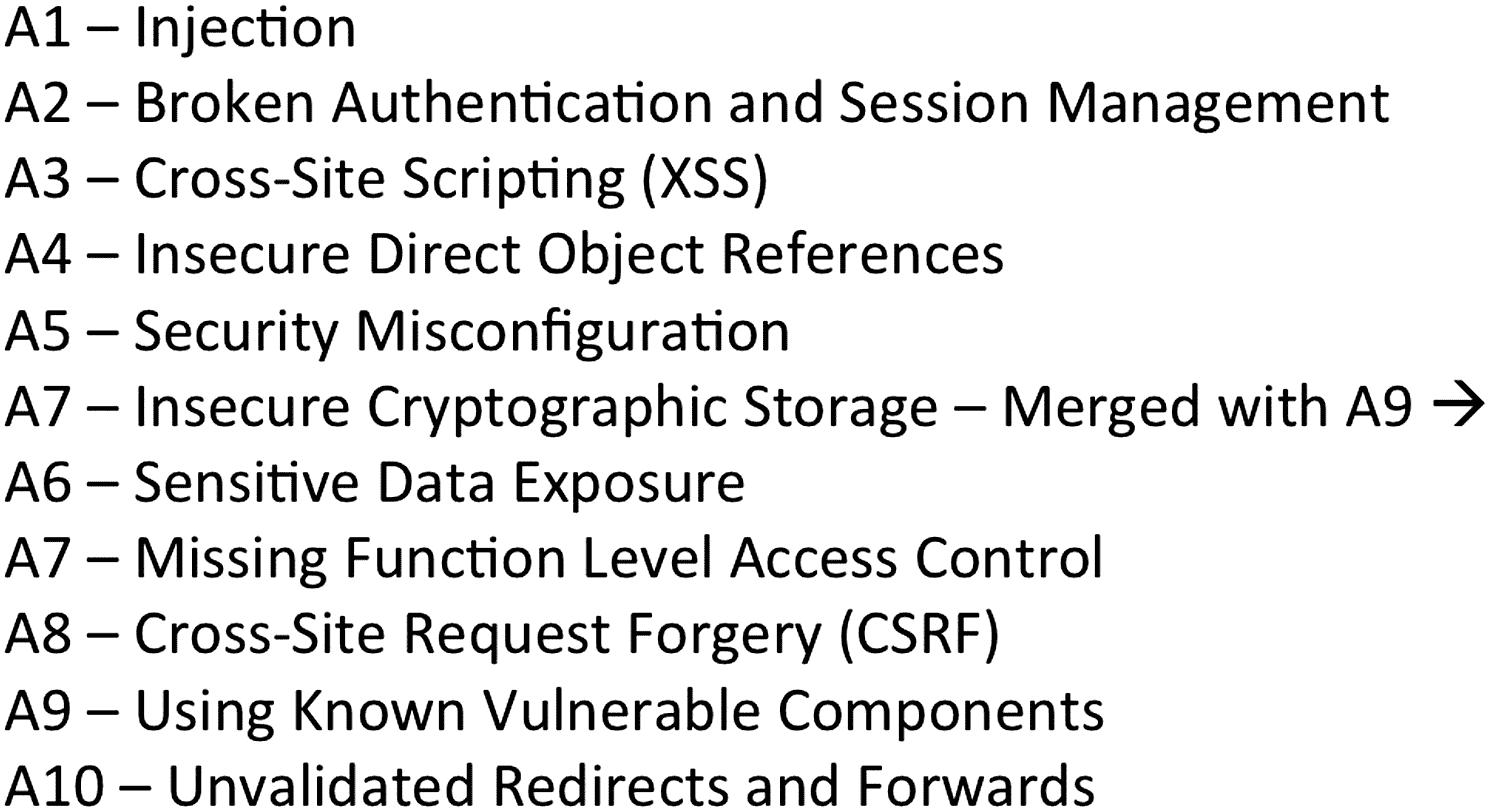 A1 – Injection
A2 – Broken Authentication and Session Management
A3 – Cross-Site Scripting (XSS)
A4 – Insecure Direct Object References
A5 – Security Misconfiguration
A7 – Insecure Cryptographic Storage – Merged with A9 →
A6 – Sensitive Data Exposure
A7 – Missing Function Level Access Control
A8 – Cross-Site Request Forgery (CSRF)
A9 – Using Known Vulnerable Components
A10 – Unvalidated Redirects and Forwards